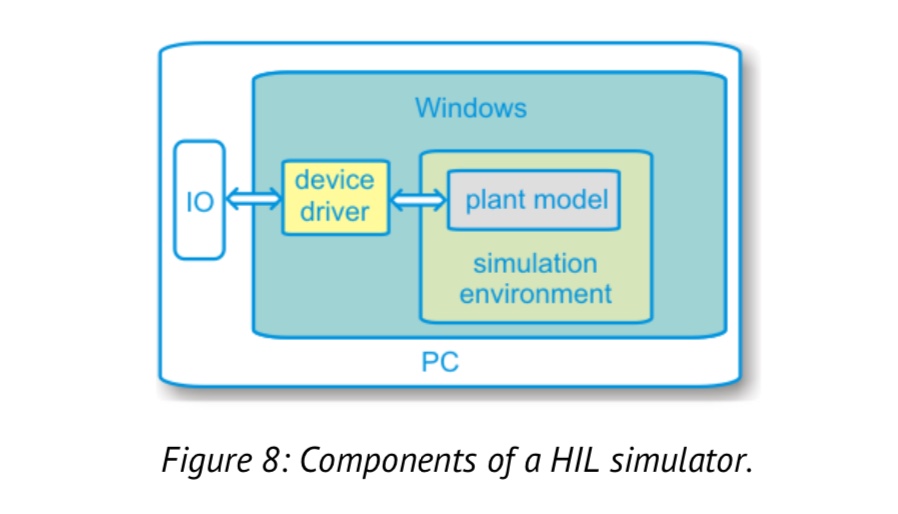 Windows
IO
device
driver
plant model
simulation
environment
PC
Figure 8: Components of a HIL simulator.